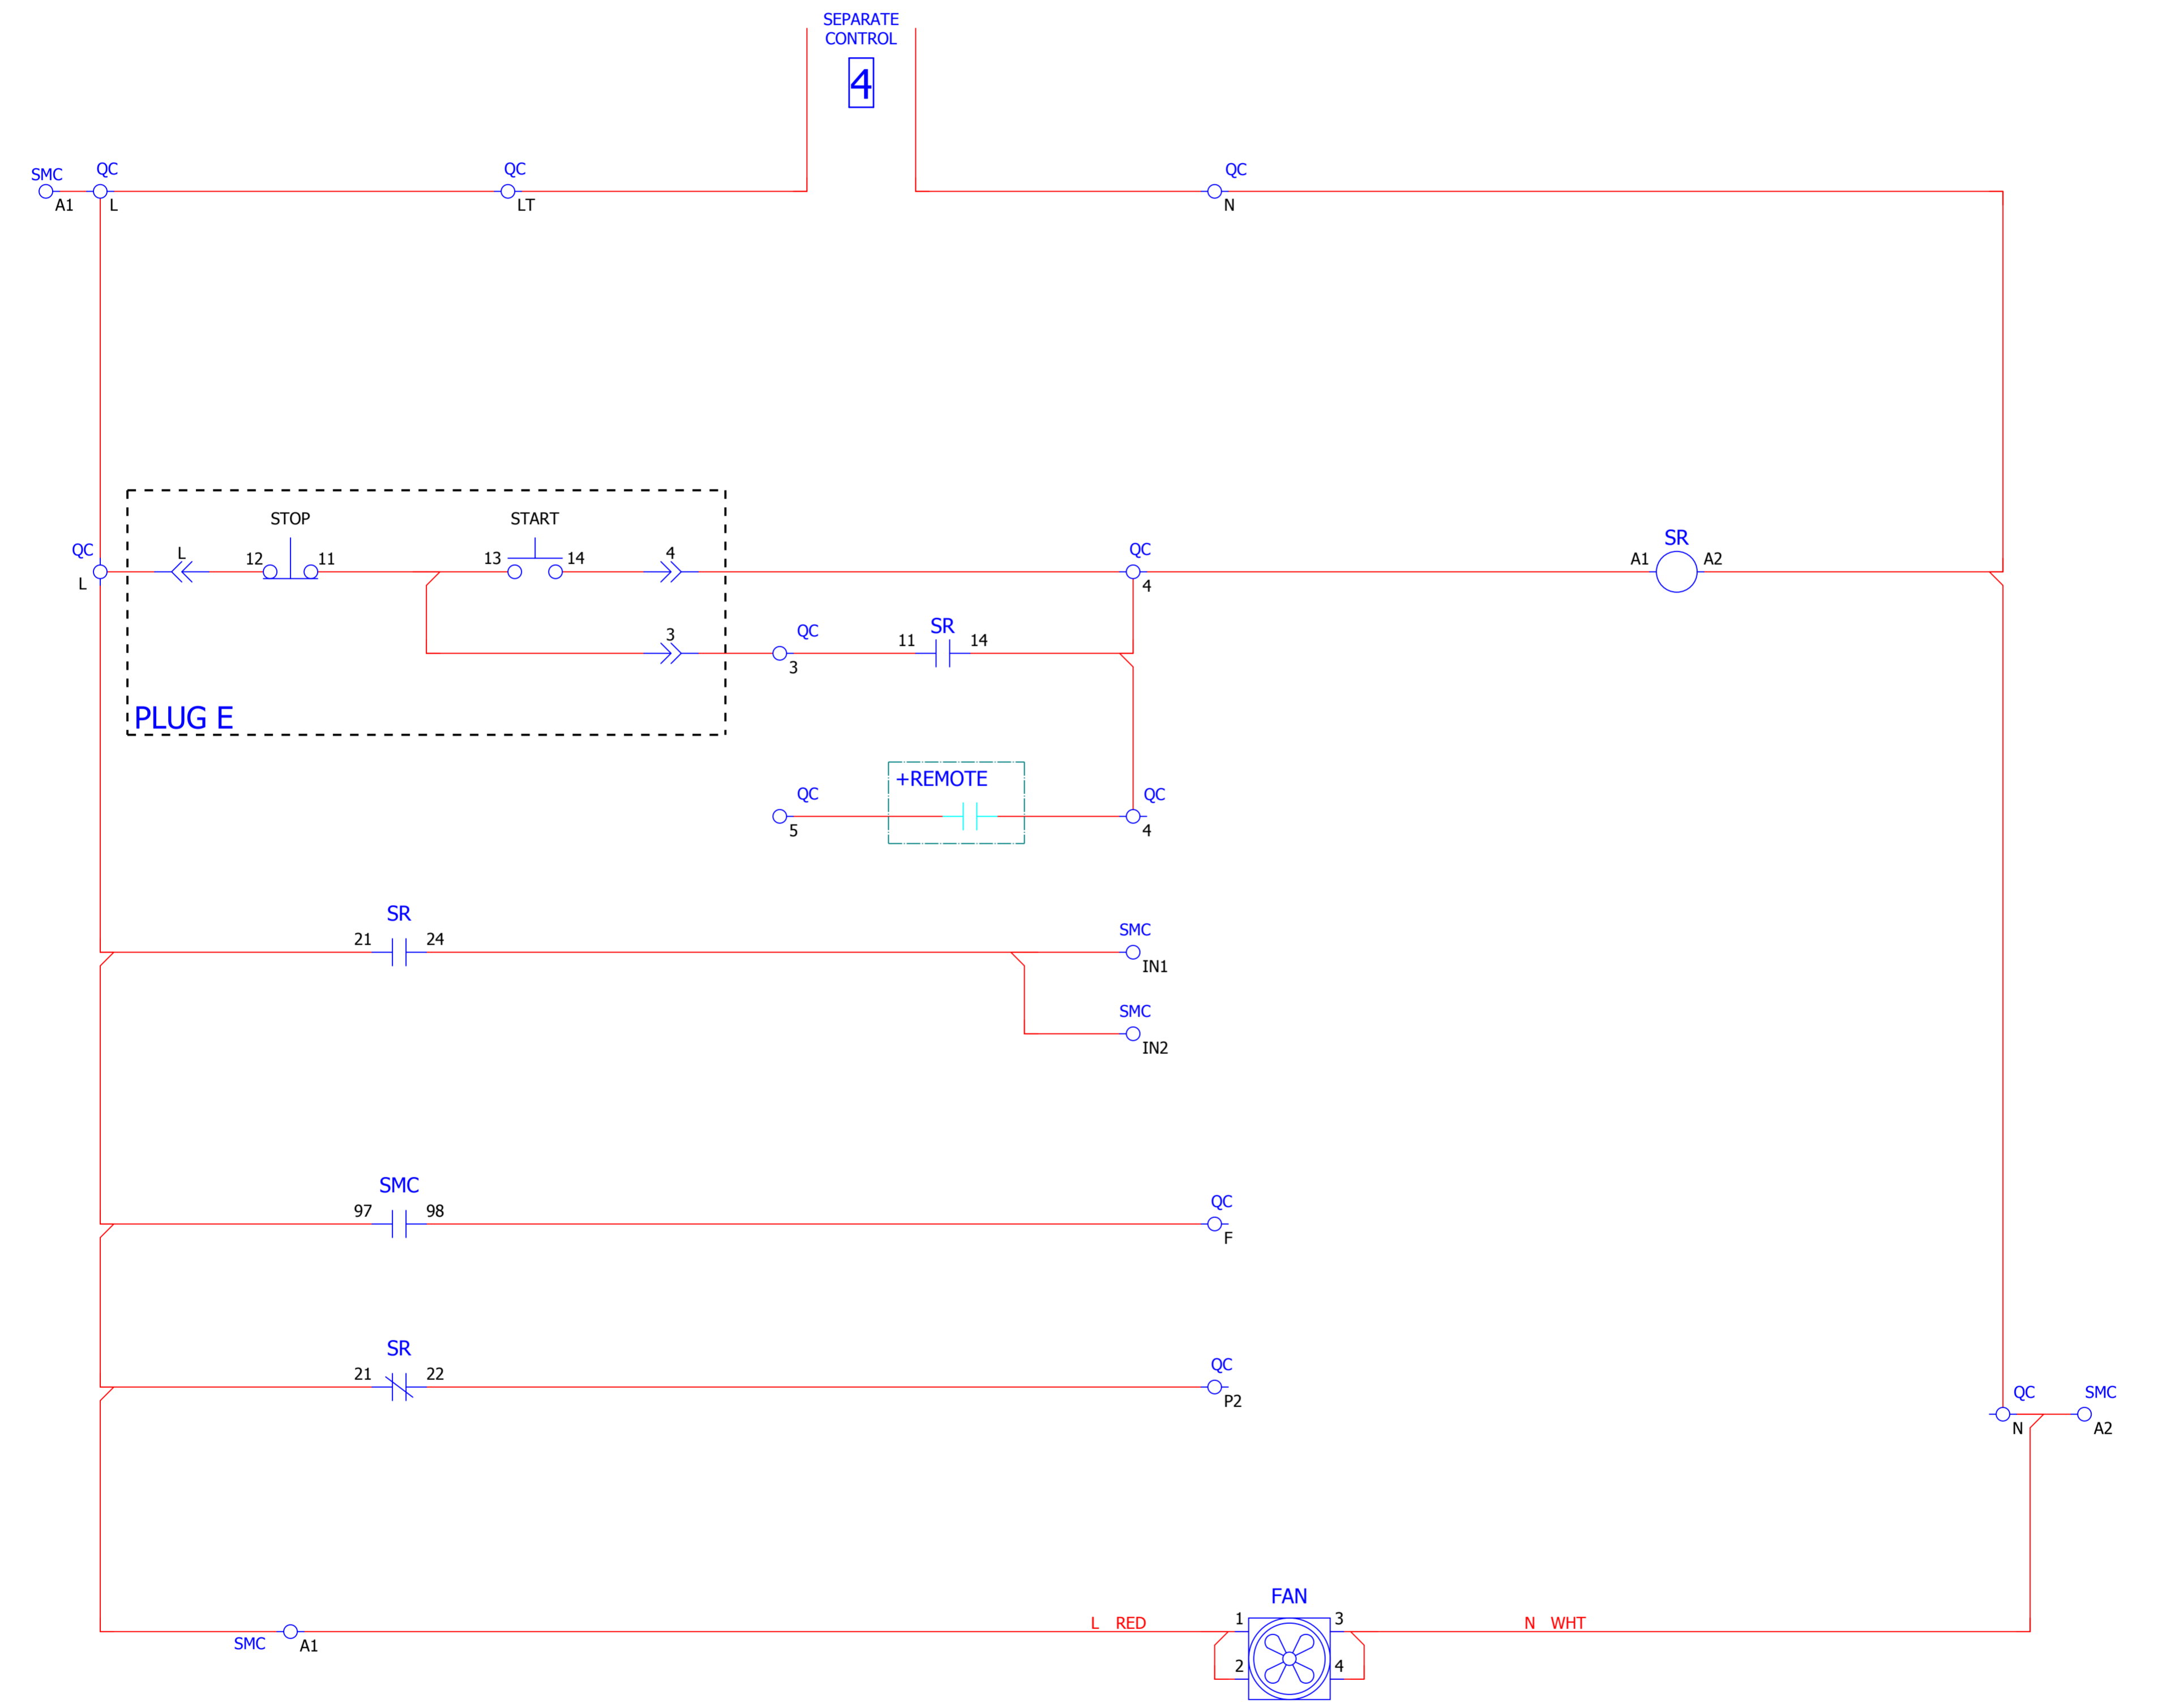 SEPARATE
CONTROL
4
SMC
A1
QC
L
QC
LT
QC
N
QC
L
L
STOP
12
11
START
13
14
4
3
PLUG E
QC
3
SR
11
14
QC
4
SR
A1
A2
QC
5
+REMOTE
QC
4
SR
21
24
SMC
IN1
SMC
IN2
SMC
97
98
QC
F
SR
21
22
QC
P2
QC
N
SMC
A2
SMC
A1
L RED
FAN
1
2
3
4
N WHT